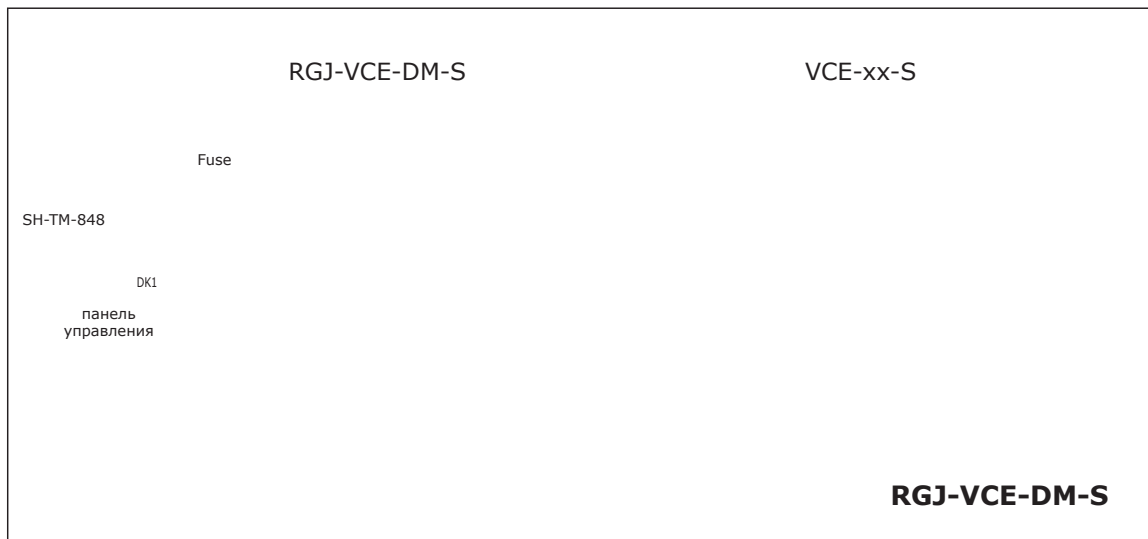 RGJ-VCE-DM-S
VCE-xx-S
Fuse
SH-TM-848
DK1
панель
управления
RGJ-VCE-DM-S